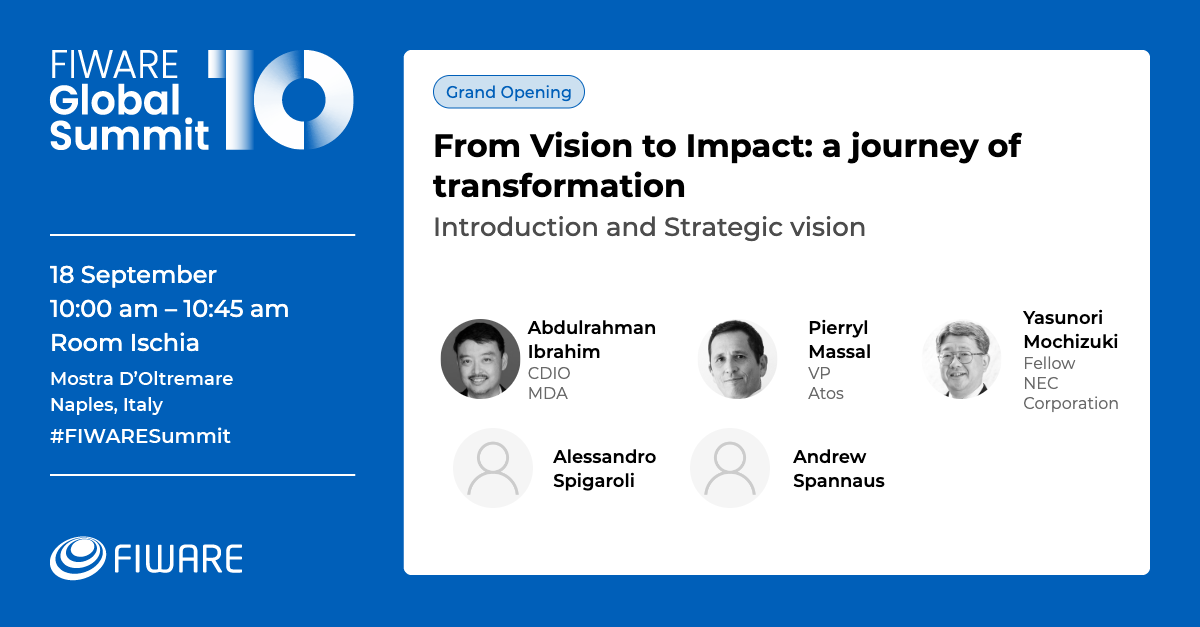 FIWARE
Global
Summit
10
18 September
10:00 am – 10:45 am
Room Ischia
Mostra D’Oltremare
Naples, Italy
#FIWARESummit
FIWARE
Grand Opening
From Vision to Impact: a journey of
transformation
Introduction and Strategic vision
Abdulrahman
Ibrahim
CDIO
MDA
Pierryl
Massal
VP
Atos
Yasunori
Mochizuki
Fellow
NEC
Corporation
Alessandro
Spigaroli
Andrew
Spannaus